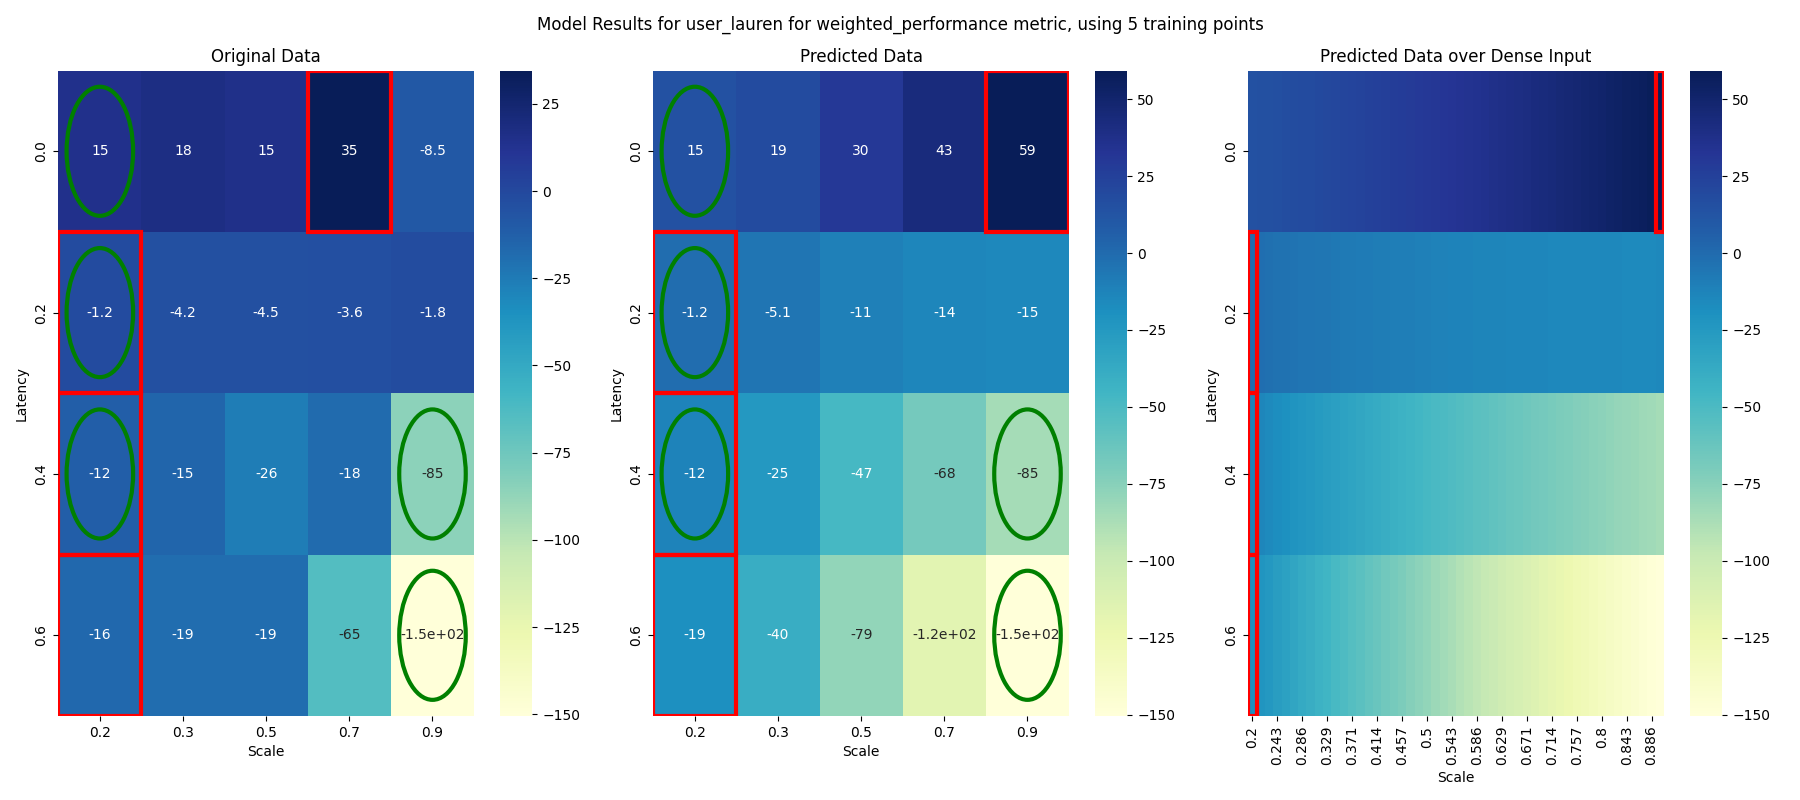 Model Results for user_lauren for weighted_performance metric, using 5 training points
Original Data
Latency
0.0
0.2
0.4
0.6
15 18 15 35 -8.5
-1.2 -4.2 -4.5 -3.6 -1.8
-12 -15 -26 -18 -85
-16 -19 -19 -65 -1.5e+02
0.2 0.3 0.5 0.7 0.9
Scale
25
0
−25
−50
−75
−100
−125
−150
Predicted Data
Latency
0.0
0.2
0.4
0.6
15 19 30 43 59
-1.2 -5.1 -11 -14 -15
-12 -25 -47 -68 -85
-19 -40 -79 -1.2e+02 -1.5e+02
0.2 0.3 0.5 0.7 0.9
Scale
50
25
0
−25
−50
−75
−100
−125
−150
Predicted Data over Dense Input
Latency
0.0
0.2
0.4
0.6
0.2 0.243 0.286 0.329 0.371 0.414 0.457 0.5 0.543 0.586 0.629 0.671 0.714 0.757 0.8 0.843 0.886
Scale
50
25
0
−25
−50
−75
−100
−125
−150